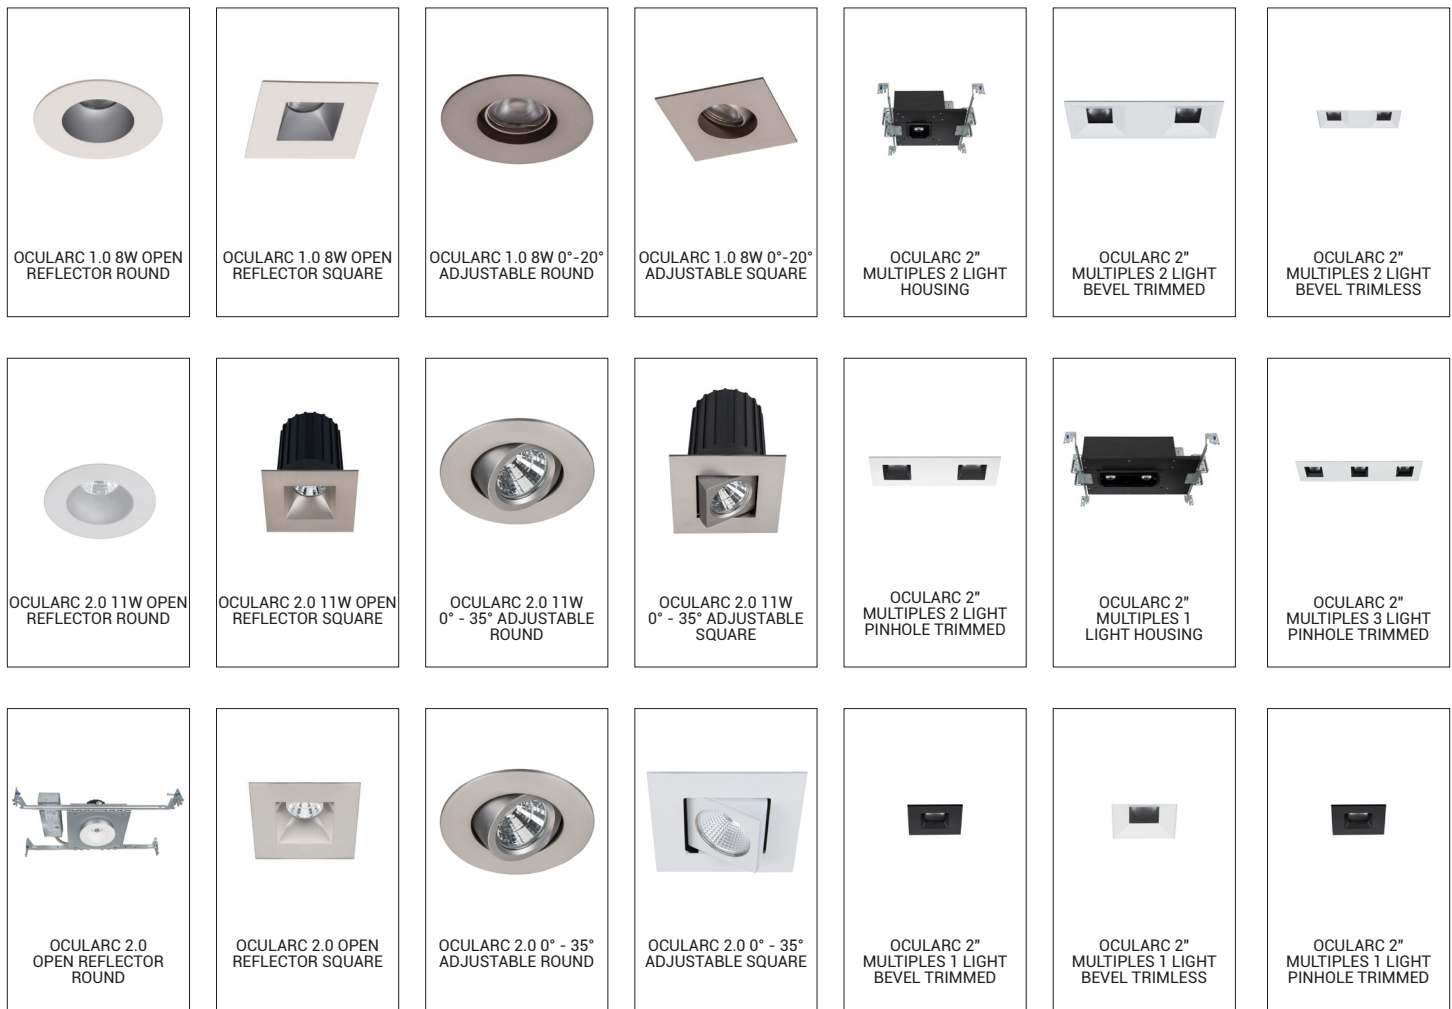 OCULARC 1.0 8W OPEN
REFLECTOR ROUND
OCULARC 1.0 8W OPEN
REFLECTOR SQUARE
OCULARC 1.0 8W 0°-20°
ADJUSTABLE ROUND
OCULARC 1.0 8W 0°-20°
ADJUSTABLE SQUARE
OCULARC 2"
MULTIPLES 2 LIGHT
HOUSING
OCULARC 2"
MULTIPLES 2 LIGHT
BEVEL TRIMMED
OCULARC 2"
MULTIPLES 2 LIGHT
BEVEL TRIMLESS
OCULARC 2.0 11W OPEN
REFLECTOR ROUND
OCULARC 2.0 11W OPEN
REFLECTOR SQUARE
OCULARC 2.0 11W
0° - 35° ADJUSTABLE
ROUND
OCULARC 2.0 11W
0° - 35° ADJUSTABLE
SQUARE
OCULARC 2"
MULTIPLES 2 LIGHT
PINHOLE TRIMMED
OCULARC 2"
MULTIPLES 1
LIGHT HOUSING
OCULARC 2"
MULTIPLES 3 LIGHT
PINHOLE TRIMMED
OCULARC 2.0
OPEN REFLECTOR
ROUND
OCULARC 2.0 OPEN
REFLECTOR SQUARE
OCULARC 2.0 0° - 35°
ADJUSTABLE ROUND
OCULARC 2.0 0° - 35°
ADJUSTABLE SQUARE
OCULARC 2"
MULTIPLES 1 LIGHT
BEVEL TRIMMED
OCULARC 2"
MULTIPLES 1 LIGHT
BEVEL TRIMLESS
OCULARC 2"
MULTIPLES 1 LIGHT
PINHOLE TRIMMED